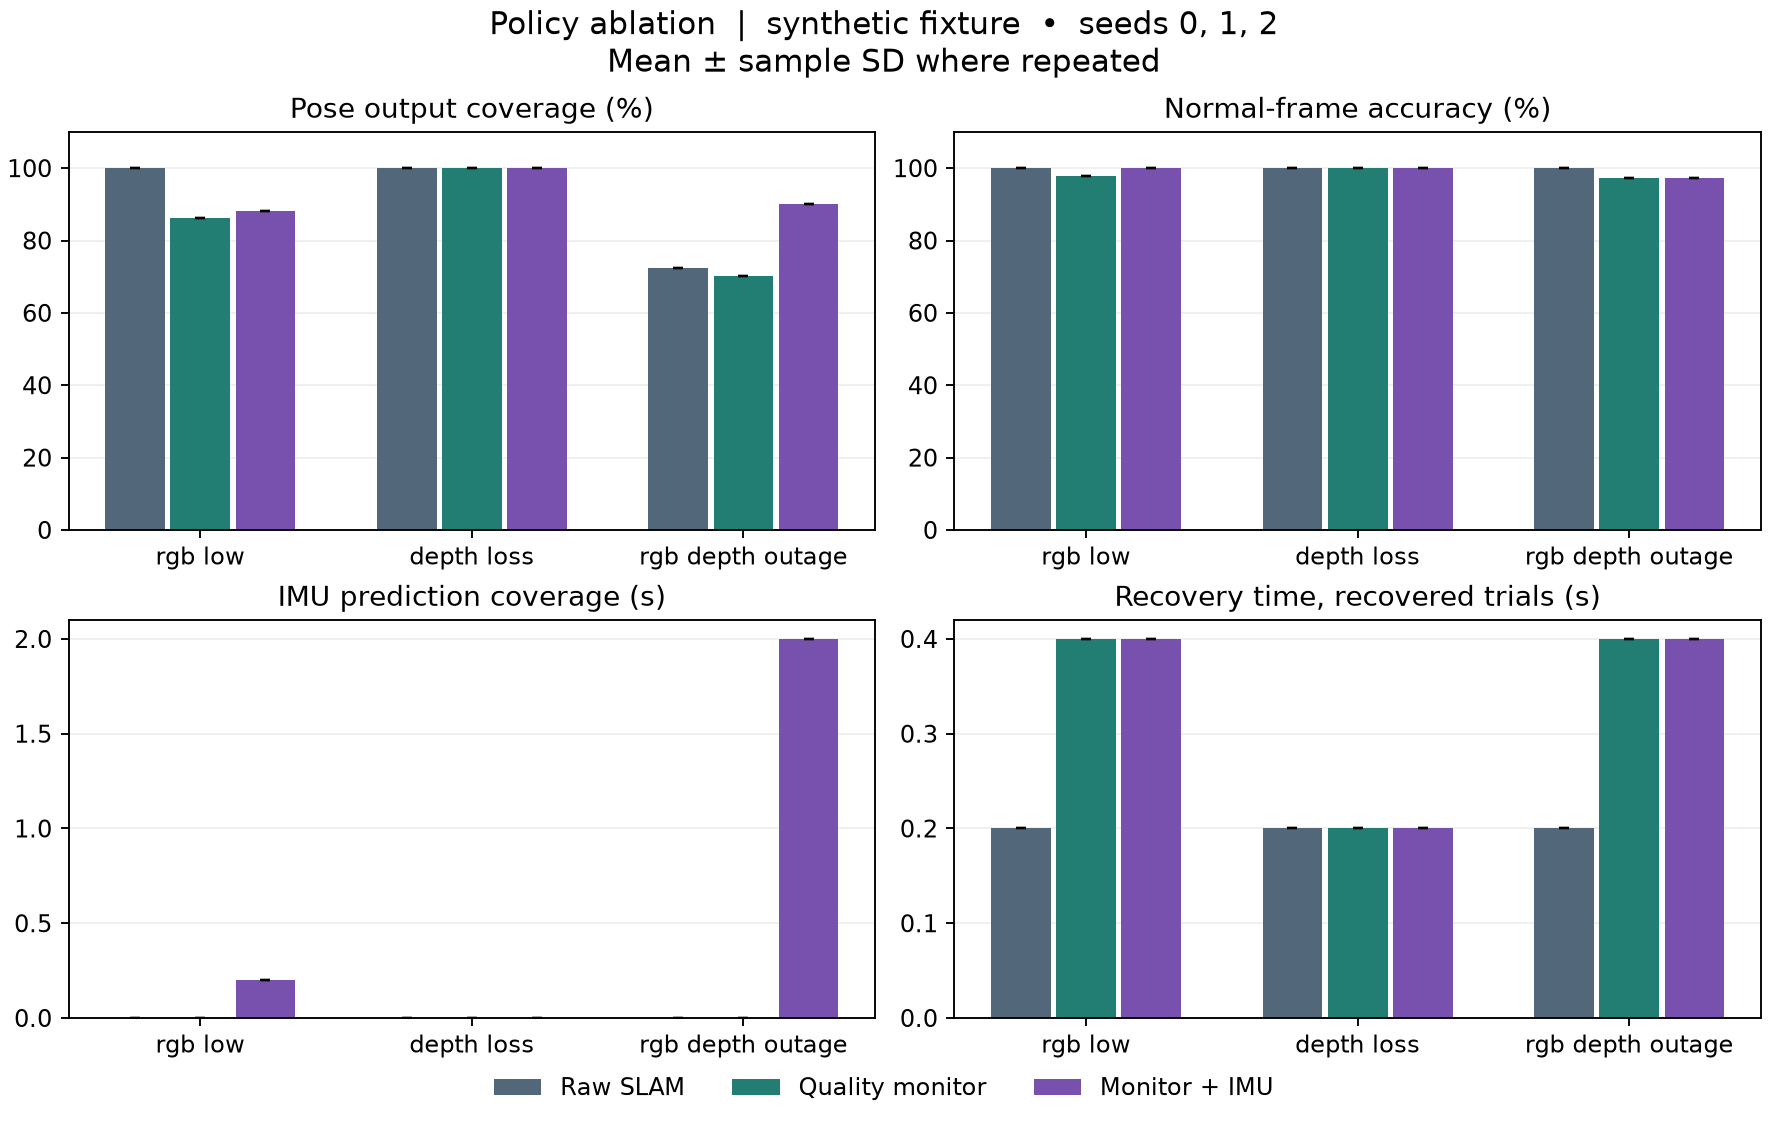 Policy ablation | synthetic fixture • seeds 0, 1, 2
Mean ± sample SD where repeated
Pose output coverage (%)
100
80
60
40
20
0
rgb low
depth loss
rgb depth outage
Normal-frame accuracy (%)
100
80
60
40
20
0
rgb low
depth loss
rgb depth outage
IMU prediction coverage (s)
2.0
1.5
1.0
0.5
0.0
rgb low
depth loss
rgb depth outage
Recovery time, recovered trials (s)
0.4
0.3
0.2
0.1
0.0
rgb low
depth loss
rgb depth outage
Raw SLAM
Quality monitor
Monitor + IMU